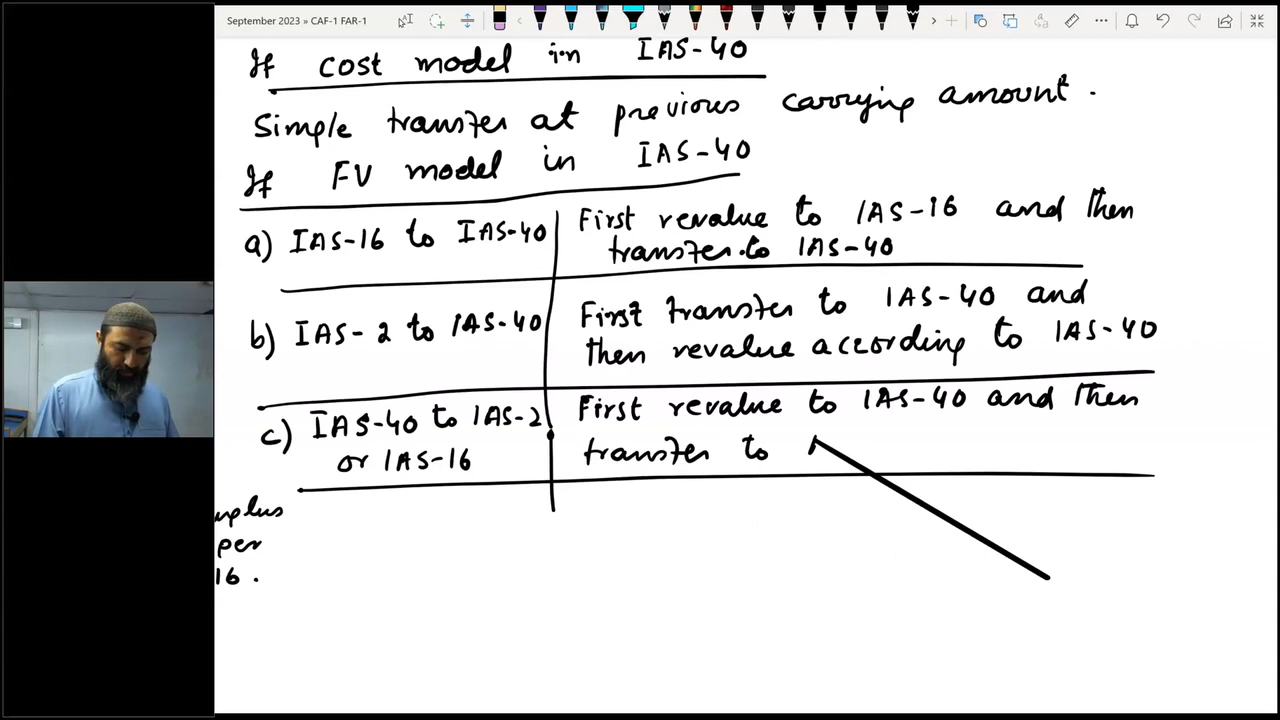 September 2023 » CAF-1 FAR-1
If cost model in IAS-40
Simple transfer at previous carrying amount.
If FV model in IAS-40
a) IAS-16 to IAS-40
First revalue to IAS-16 and then
transfer to IAS-40
b) IAS-2 to IAS-40
First transfer to IAS-40 and
then revalue according to IAS-40
c) IAS-40 to IAS-2
or IAS-16
First revalue to IAS-40 and then
transfer to
per
16.